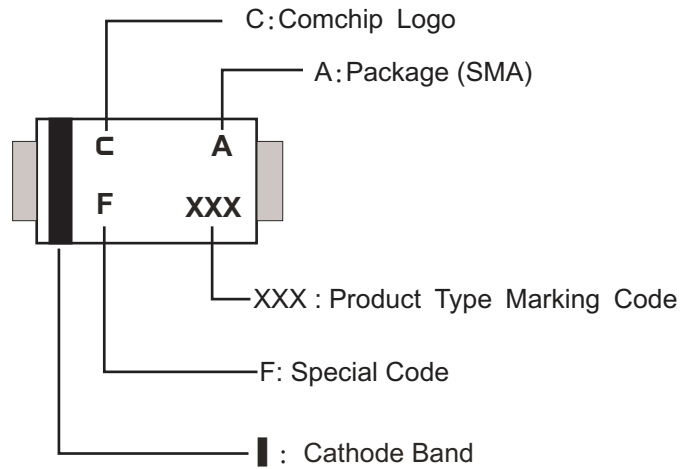 C:Comchip Logo
A:Package (SMA)
C A
F XXX
XXX : Product Type Marking Code
F: Special Code
: Cathode Band